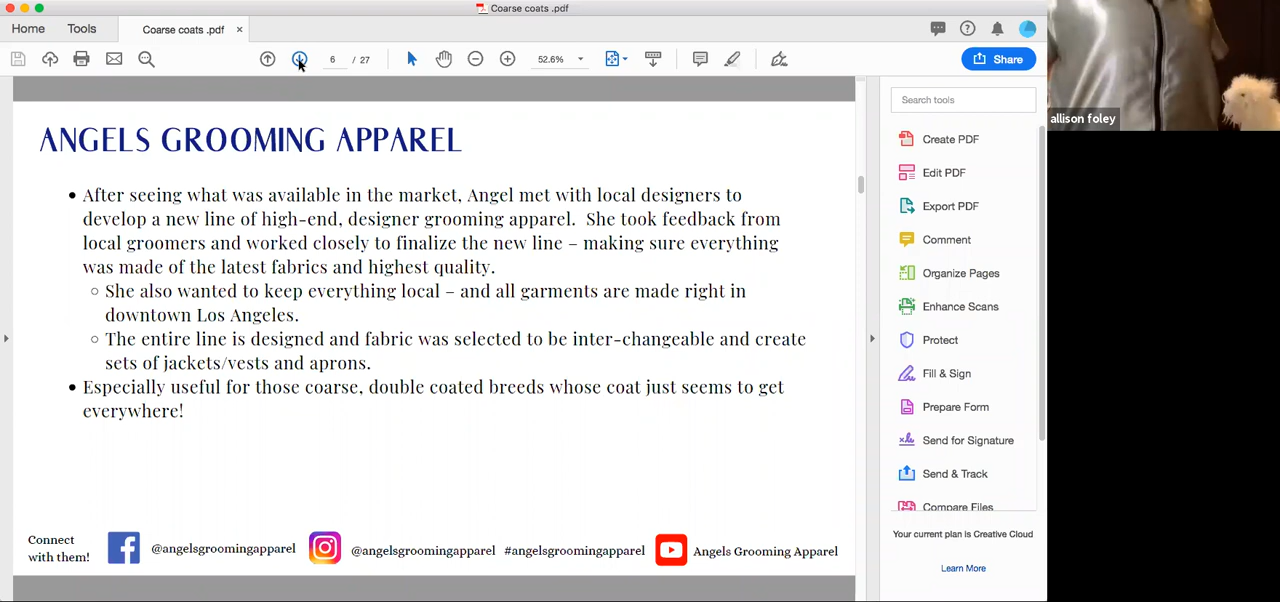 Coarse coats .pdf
Home
Tools
Coarse coats .pdf
×
6 / 27
52.6%
Share
allison foley
ANGELS GROOMING APPAREL
• After seeing what was available in the market, Angel met with local designers to
develop a new line of high-end, designer grooming apparel. She took feedback from
local groomers and worked closely to finalize the new line – making sure everything
was made of the latest fabrics and highest quality.
○ She also wanted to keep everything local – and all garments are made right in
downtown Los Angeles.
○ The entire line is designed and fabric was selected to be inter-changeable and create
sets of jackets/vests and aprons.
• Especially useful for those coarse, double coated breeds whose coat just seems to get
everywhere!
Connect
with them!
@angelsgroomingapparel
@angelsgroomingapparel #angelsgroomingapparel
Angels Grooming Apparel
Search tools
Create PDF
Edit PDF
Export PDF
Comment
Organize Pages
Enhance Scans
Protect
Fill & Sign
Prepare Form
Send for Signature
Send & Track
Compare Files
Your current plan is Creative Cloud
Learn More